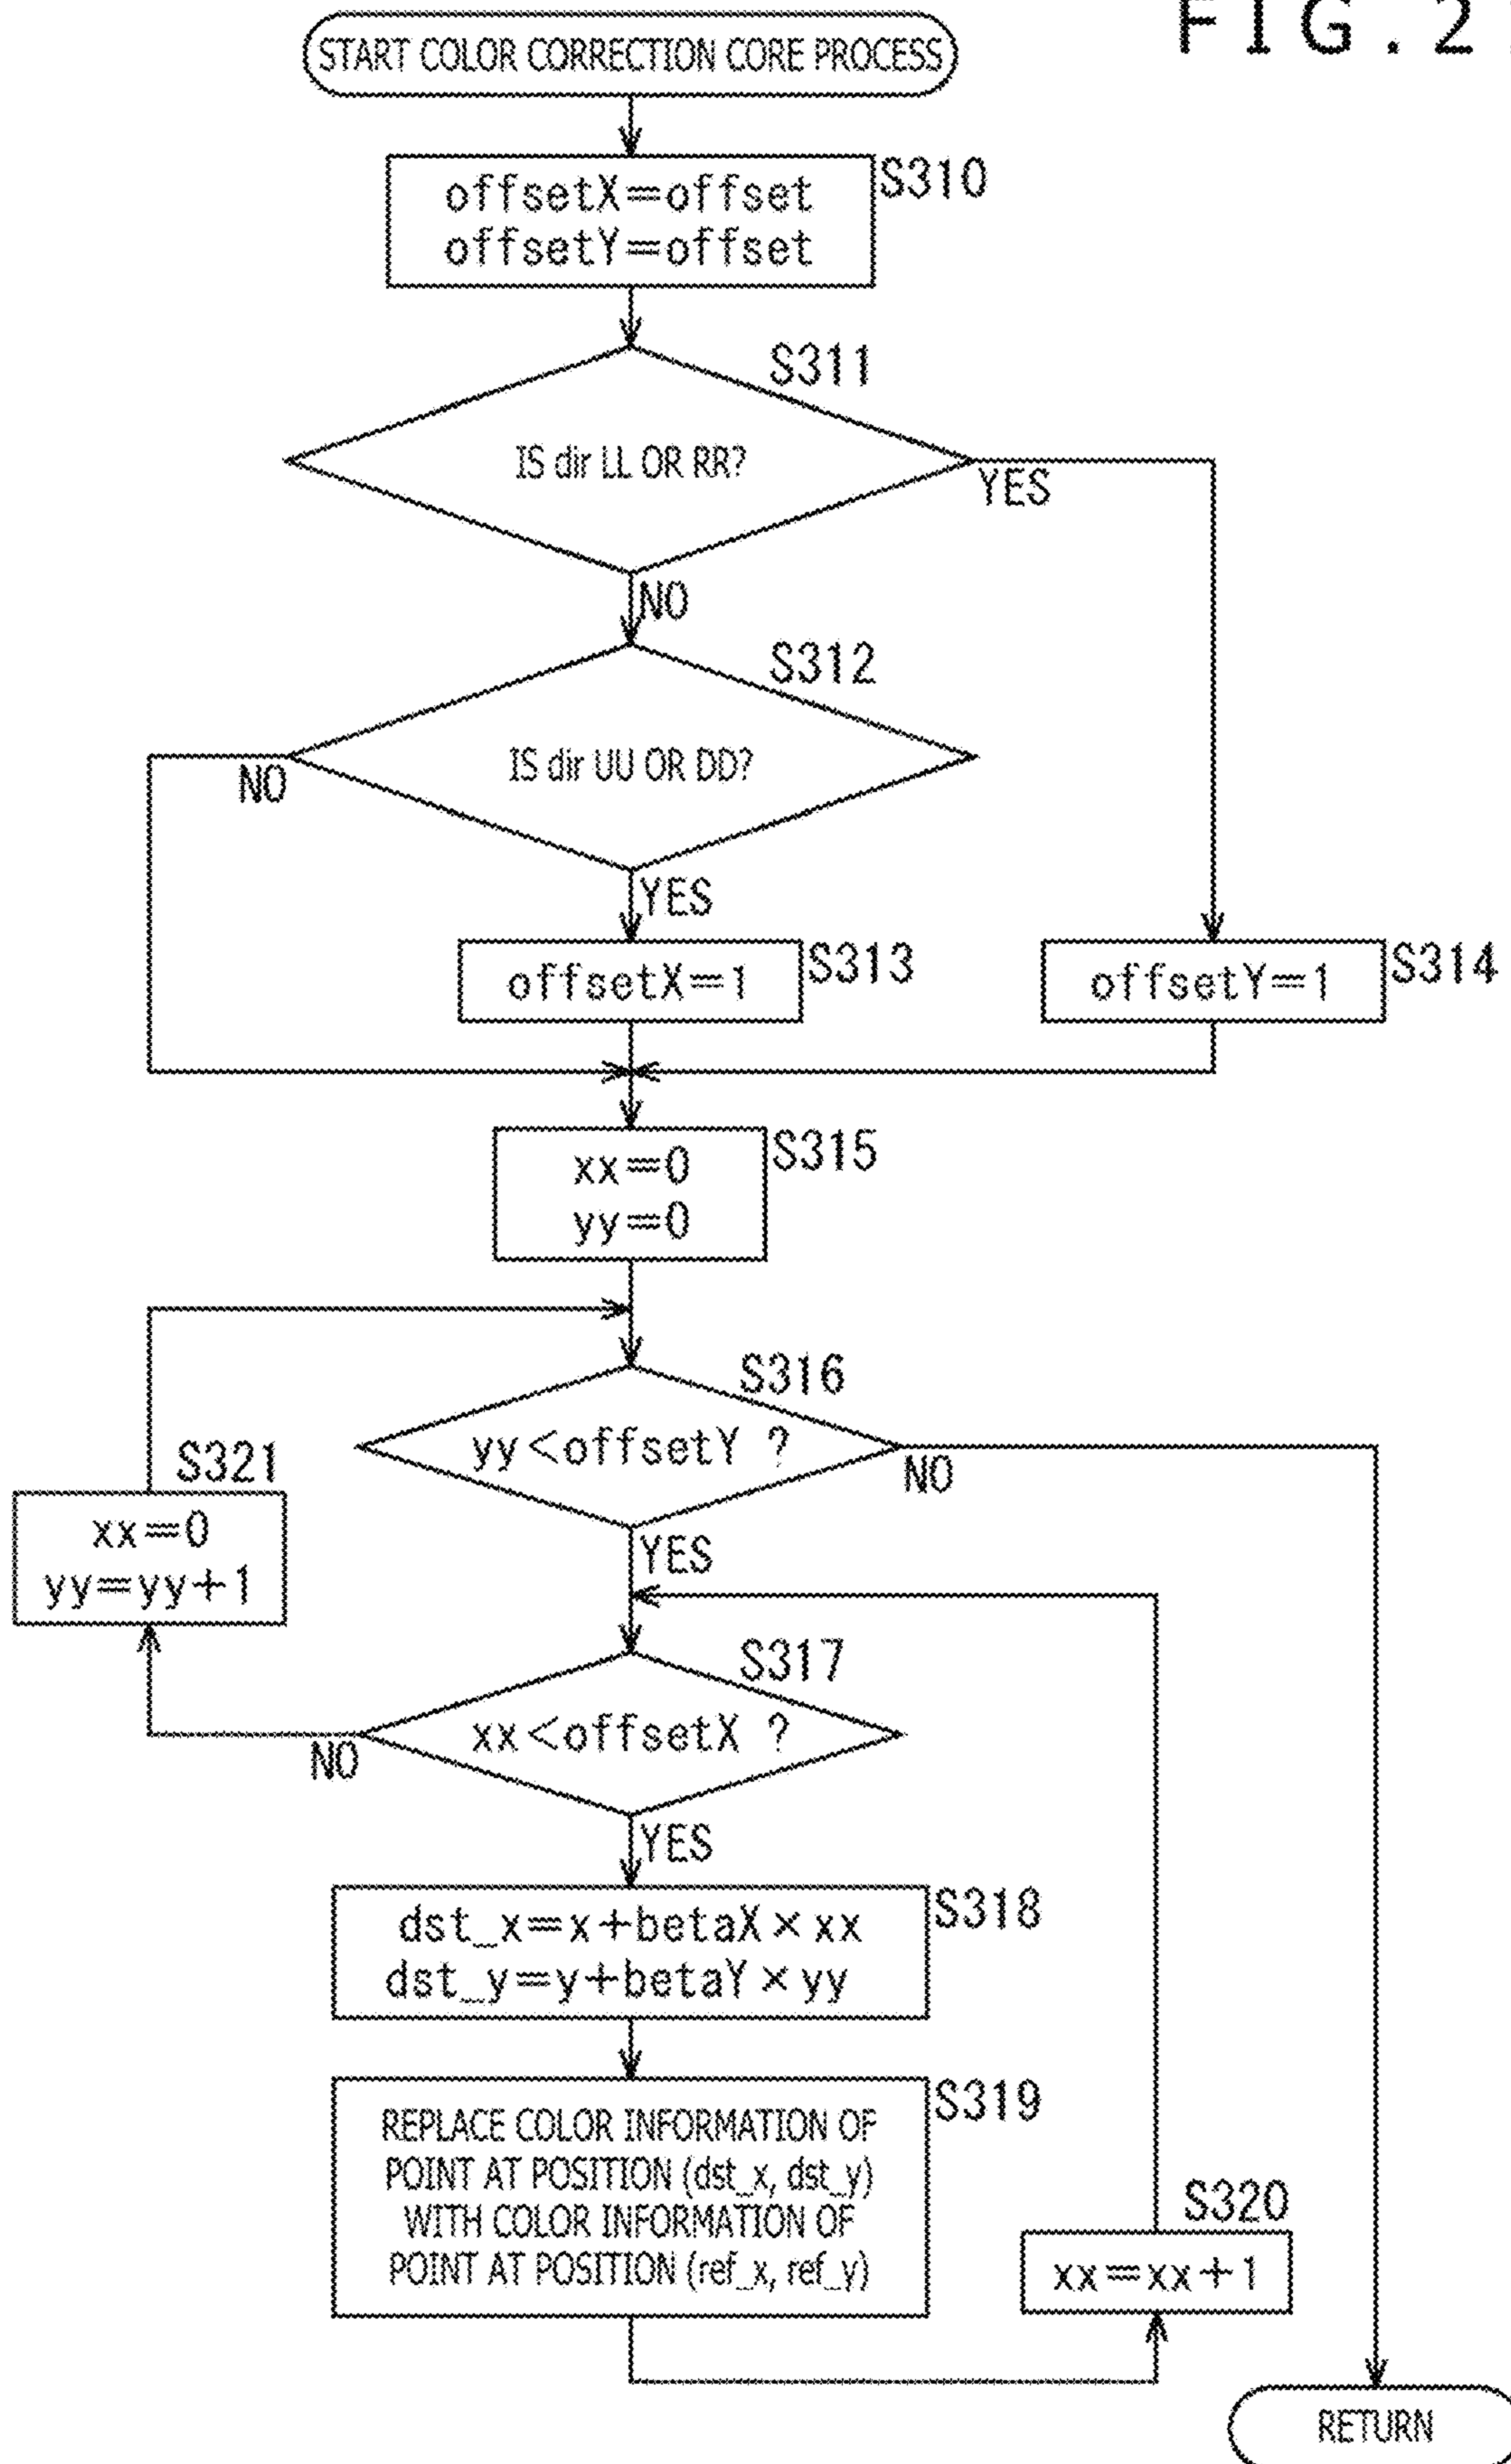 FIG.2
START COLOR CORRECTION CORE PROCESS
S310
offsetX=offset
offsetY=offset
S311
IS dir LL OR RR?
YES
NO
S312
IS dir UU OR DD?
NO
YES
S313
offsetX=1
S314
offsetY=1
S315
xx=0
yy=0
S316
yy<offsetY ?
NO
YES
S321
xx=0
yy=yy+1
S317
xx<offsetX ?
NO
YES
S318
dst_x=x+betaX×xx
dst_y=y+betaY×yy
S319
REPLACE COLOR INFORMATION OF
POINT AT POSITION (dst_x, dst_y)
WITH COLOR INFORMATION OF
POINT AT POSITION (ref_x, ref_y)
S320
xx=xx+1
RETURN